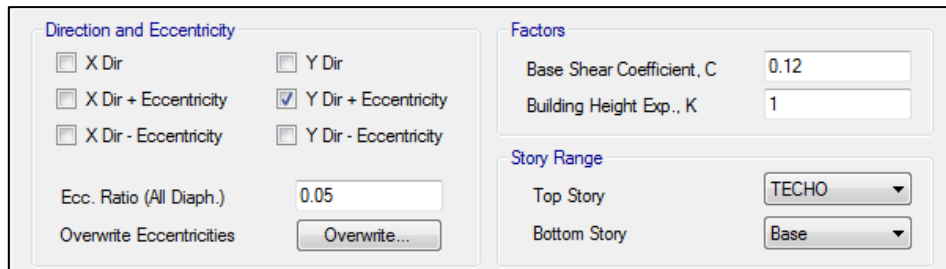 Direction and Eccentricity
X Dir Y Dir
X Dir + Eccentricity Y Dir + Eccentricity
X Dir - Eccentricity Y Dir - Eccentricity
Ecc. Ratio (All Diaph.) 0.05
Overwrite Eccentricities Overwrite...
Factors
Base Shear Coefficient, C 0.12
Building Height Exp., K 1
Story Range
Top Story TECHO
Bottom Story Base